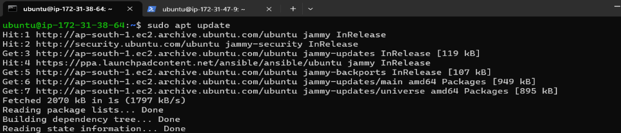 ubuntu@ip-172-31-38-64: ~
ubuntu@ip-172-31-47-9: ~
ubuntu@ip-172-31-38-64:~$ sudo apt update
Hit:1 http://ap-south-1.ec2.archive.ubuntu.com/ubuntu jammy InRelease
Hit:2 http://security.ubuntu.com/ubuntu jammy-security InRelease
Get:3 http://ap-south-1.ec2.archive.ubuntu.com/ubuntu jammy-updates InRelease [119 kB]
Hit:4 https://ppa.launchpadcontent.net/ansible/ansible/ubuntu jammy InRelease
Get:5 http://ap-south-1.ec2.archive.ubuntu.com/ubuntu jammy-backports InRelease [107 kB]
Get:6 http://ap-south-1.ec2.archive.ubuntu.com/ubuntu jammy-updates/main amd64 Packages [949 kB]
Get:7 http://ap-south-1.ec2.archive.ubuntu.com/ubuntu jammy-updates/universe amd64 Packages [895 kB]
Fetched 2070 kB in 1s (1797 kB/s)
Reading package lists... Done
Building dependency tree... Done
Reading state information... Done